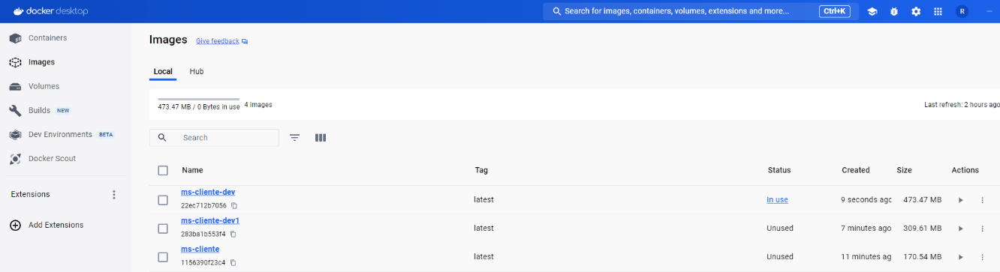 docker desktop
Search for images, containers, volumes, extensions and more... Ctrl+K
R
Containers
Images
Volumes
Builds NEW
Dev Environments BETA
Docker Scout
Extensions
Add Extensions
Images Give feedback
Local Hub
473.47 MB / 0 Bytes in use 4 images
Last refresh: 2 hours ago
Search
Name Tag Status Created Size Actions
ms-cliente-dev
22ec712b7056
latest In use 9 seconds agc 473.47 MB
ms-cliente-dev1
283ba1b553f4
latest Unused 7 minutes ago 309.61 MB
ms-cliente
1156390f23c4
latest Unused 11 minutes ag 170.54 MB